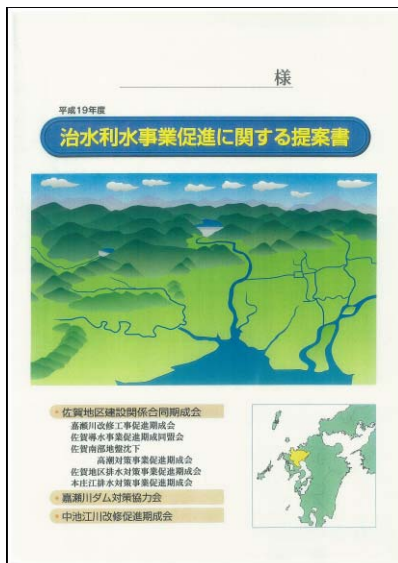 様
平成19年度
治水利水事業促進に関する提案書
・佐賀地区建設関係合同期成会
嘉瀬川改修工事促進期成会
佐賀導水事業促進期成同盟会
佐賀南部地盤沈下
高潮対策事業促進期成会
佐賀地区排水対策事業促進期成会
本庄江排水対策事業促進期成会
・嘉瀬川ダム対策協力会
・中池江川改修促進期成会